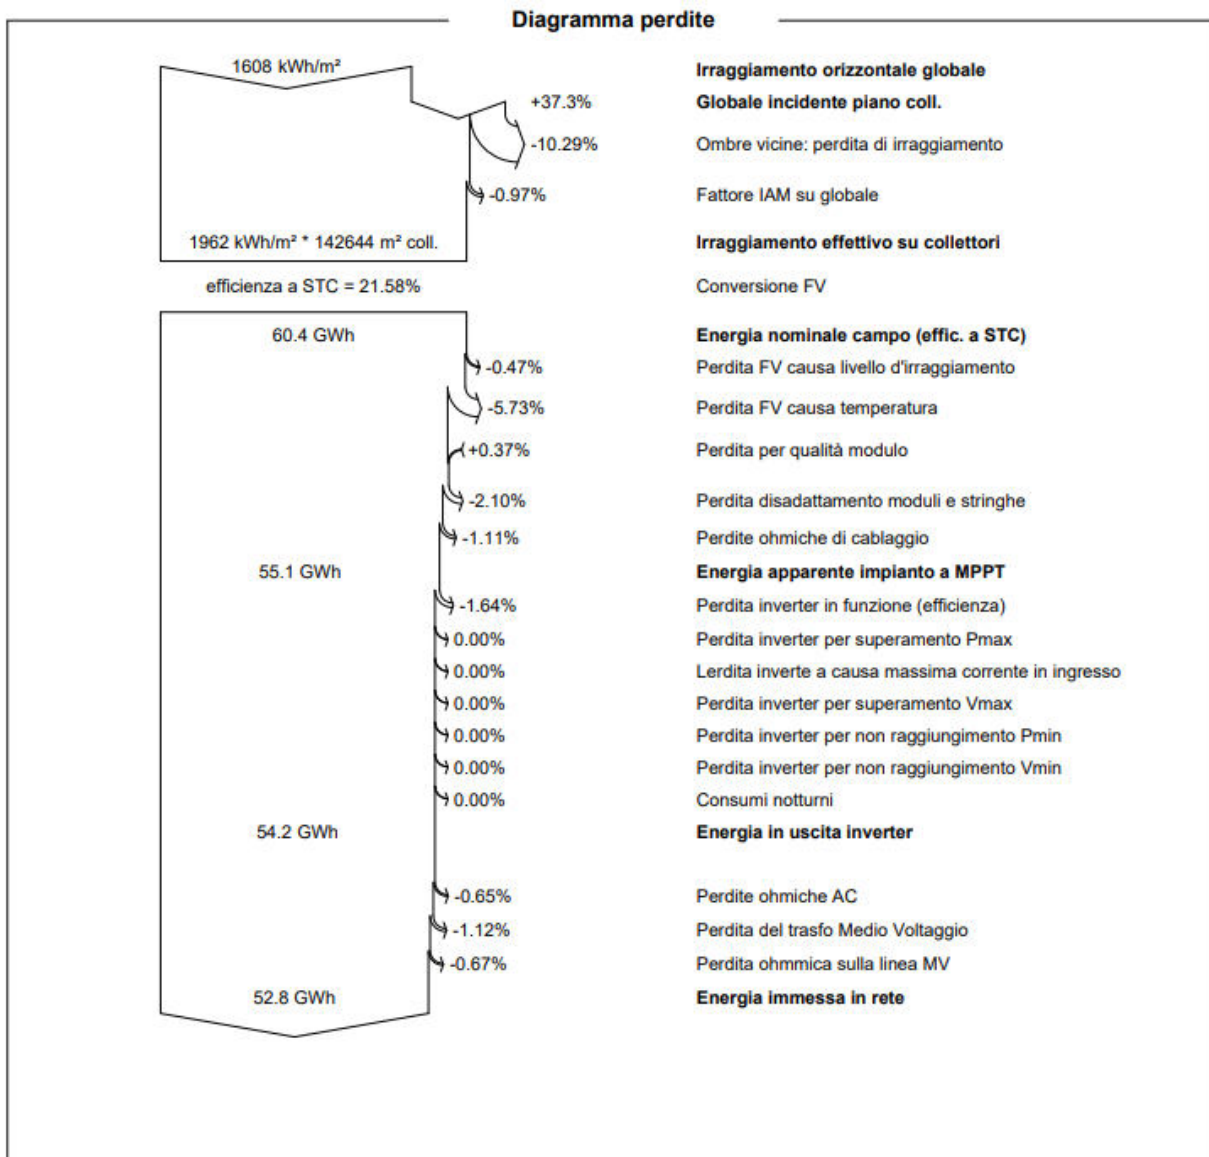 Diagramma perdite
1608 kWh/m² Irraggiamento orizzontale globale
+37.3% Globale incidente piano coll.
-10.29% Ombre vicine: perdita di irraggiamento
-0.97% Fattore IAM su globale
1962 kWh/m² * 142644 m² coll. Irraggiamento effettivo su collettori
efficienza a STC = 21.58% Conversione FV
60.4 GWh Energia nominale campo (effic. a STC)
-0.47% Perdita FV causa livello d'irraggiamento
-5.73% Perdita FV causa temperatura
+0.37% Perdita per qualità modulo
-2.10% Perdita disadattamento moduli e stringhe
-1.11% Perdite ohmiche di cablaggio
55.1 GWh Energia apparente impianto a MPPT
-1.64% Perdita inverter in funzione (efficienza)
0.00% Perdita inverter per superamento Pmax
0.00% Lerdita inverte a causa massima corrente in ingresso
0.00% Perdita inverter per superamento Vmax
0.00% Perdita inverter per non raggiungimento Pmin
0.00% Perdita inverter per non raggiungimento Vmin
0.00% Consumi notturni
54.2 GWh Energia in uscita inverter
-0.65% Perdite ohmiche AC
-1.12% Perdita del trasfo Medio Voltaggio
-0.67% Perdita ohmmica sulla linea MV
52.8 GWh Energia immessa in rete